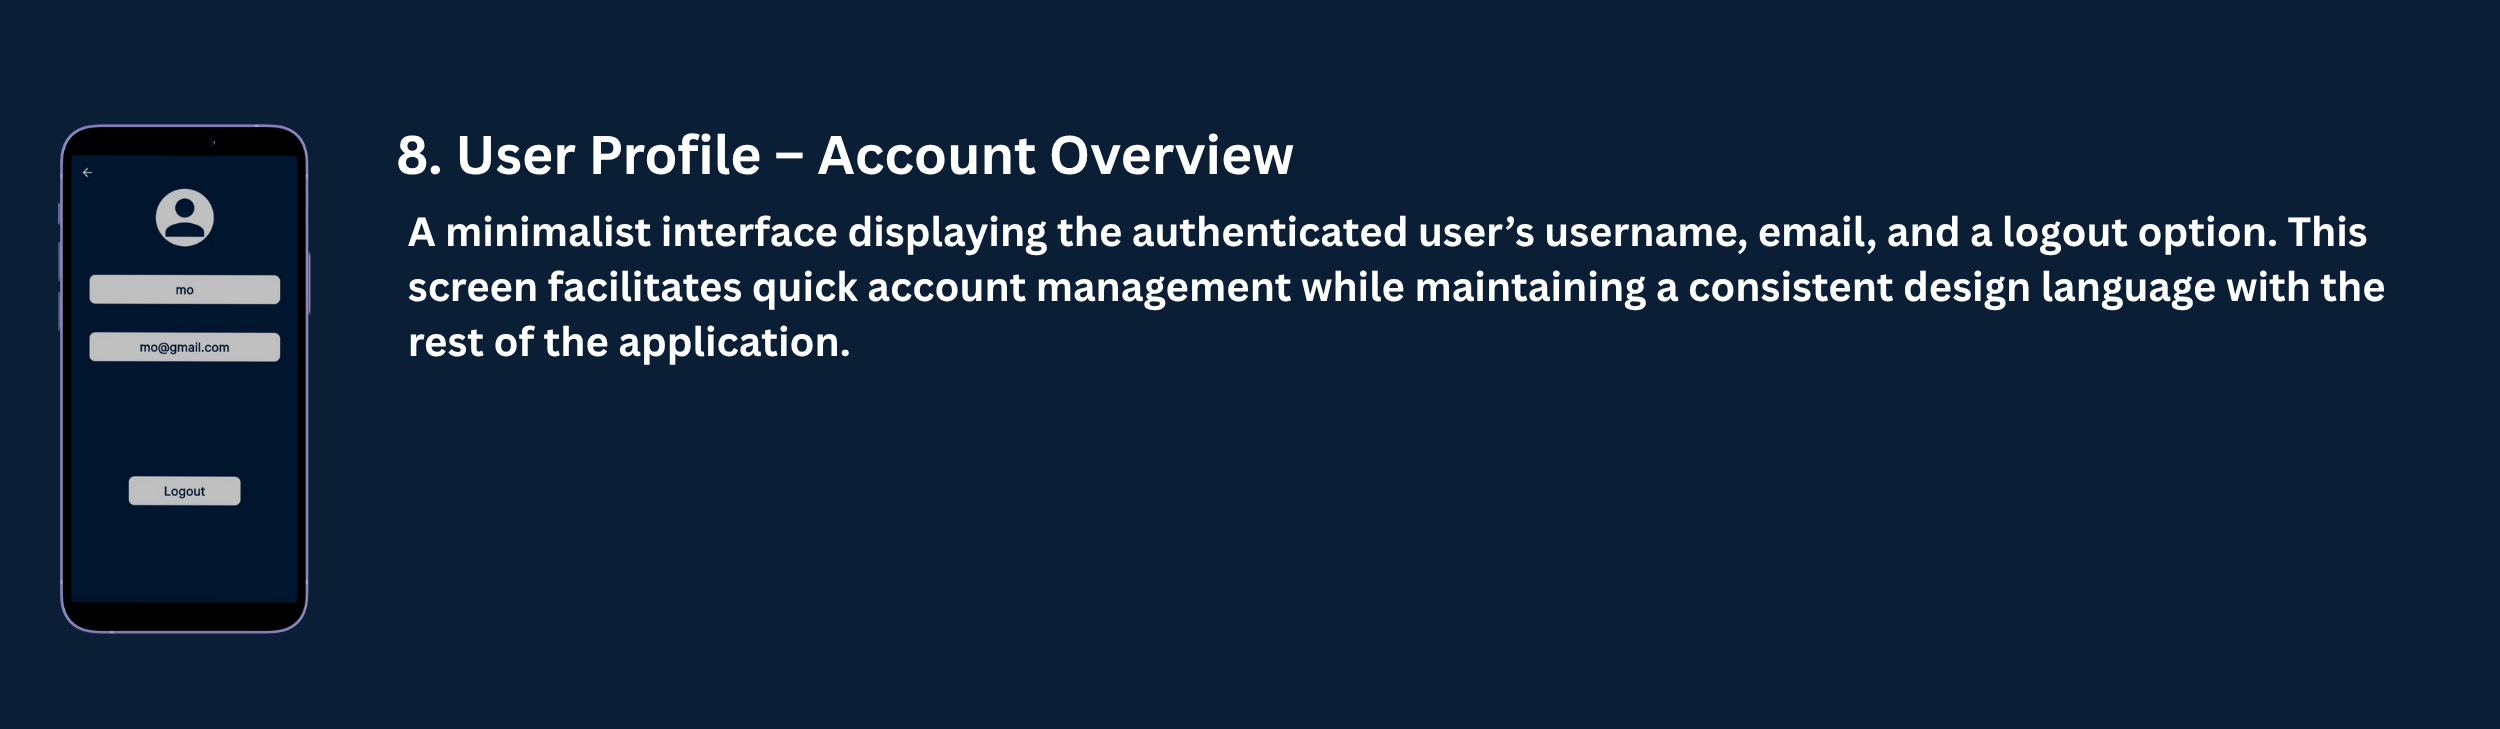 8. User Profile – Account Overview
A minimalist interface displaying the authenticated user’s username, email, and a logout option. This
screen facilitates quick account management while maintaining a consistent design language with the
rest of the application.
mo
mo@gmail.com
Logout